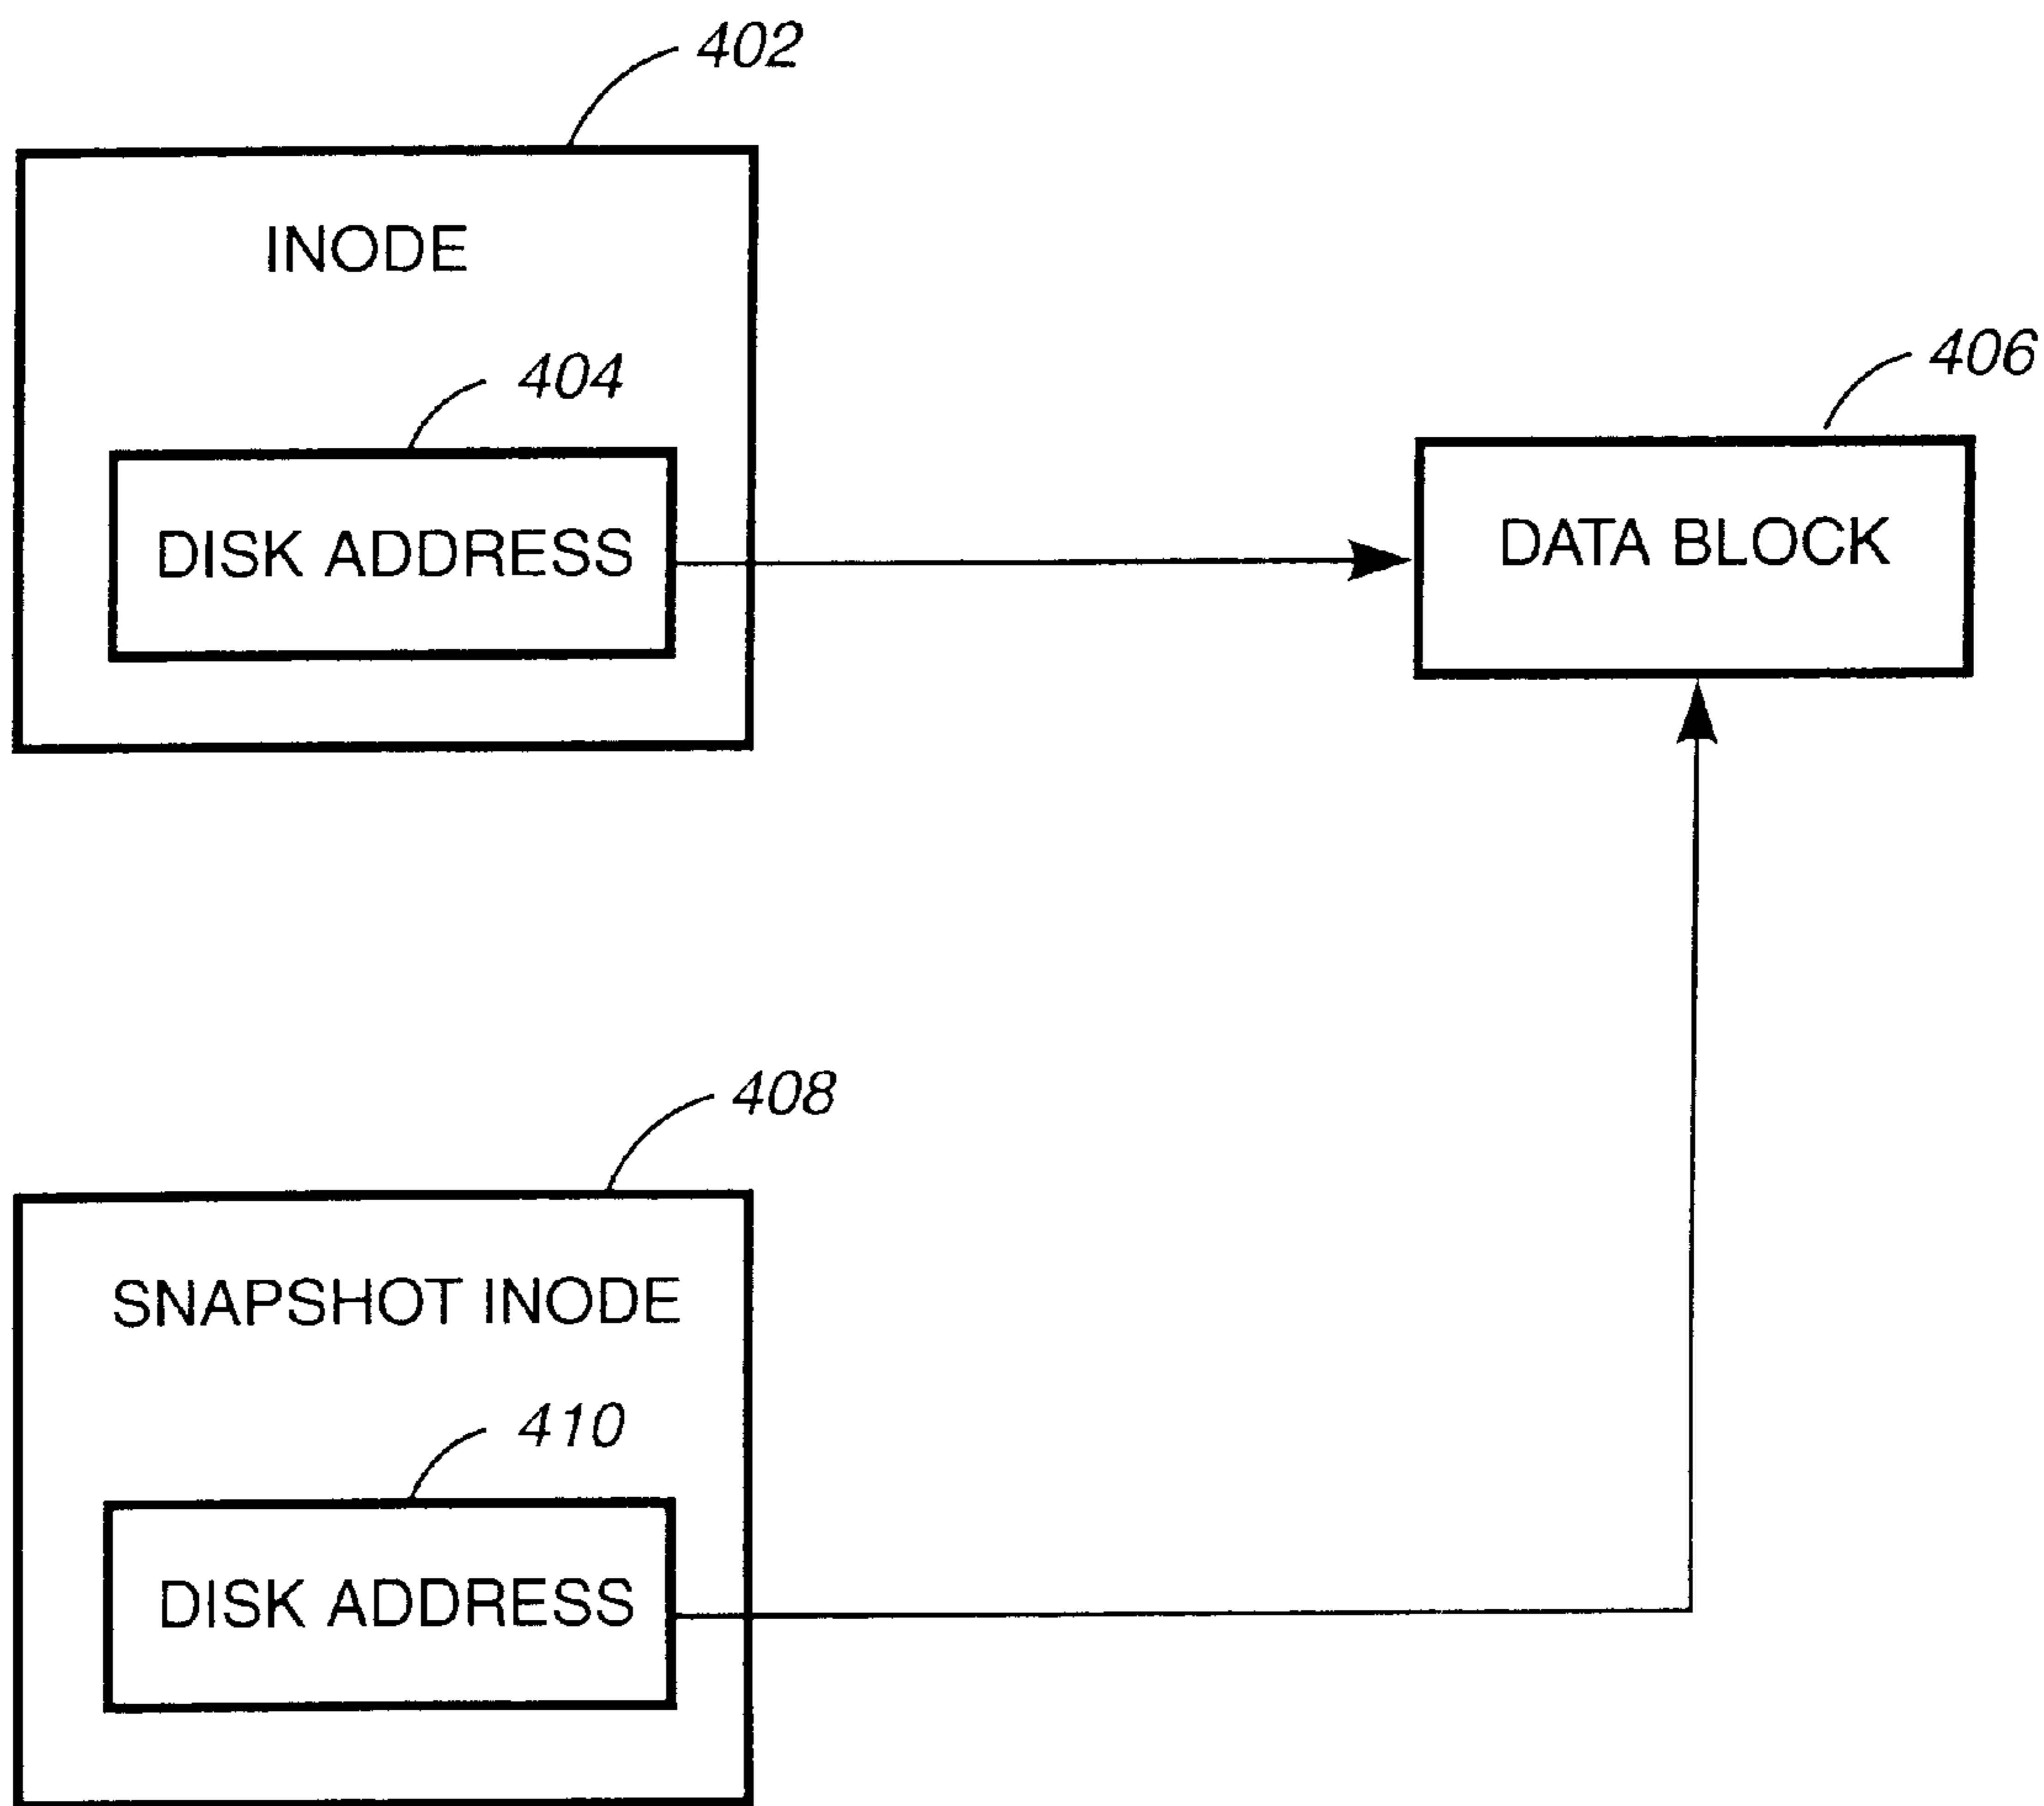 402
INODE
404
DISK ADDRESS
406
DATA BLOCK
408
SNAPSHOT INODE
410
DISK ADDRESS